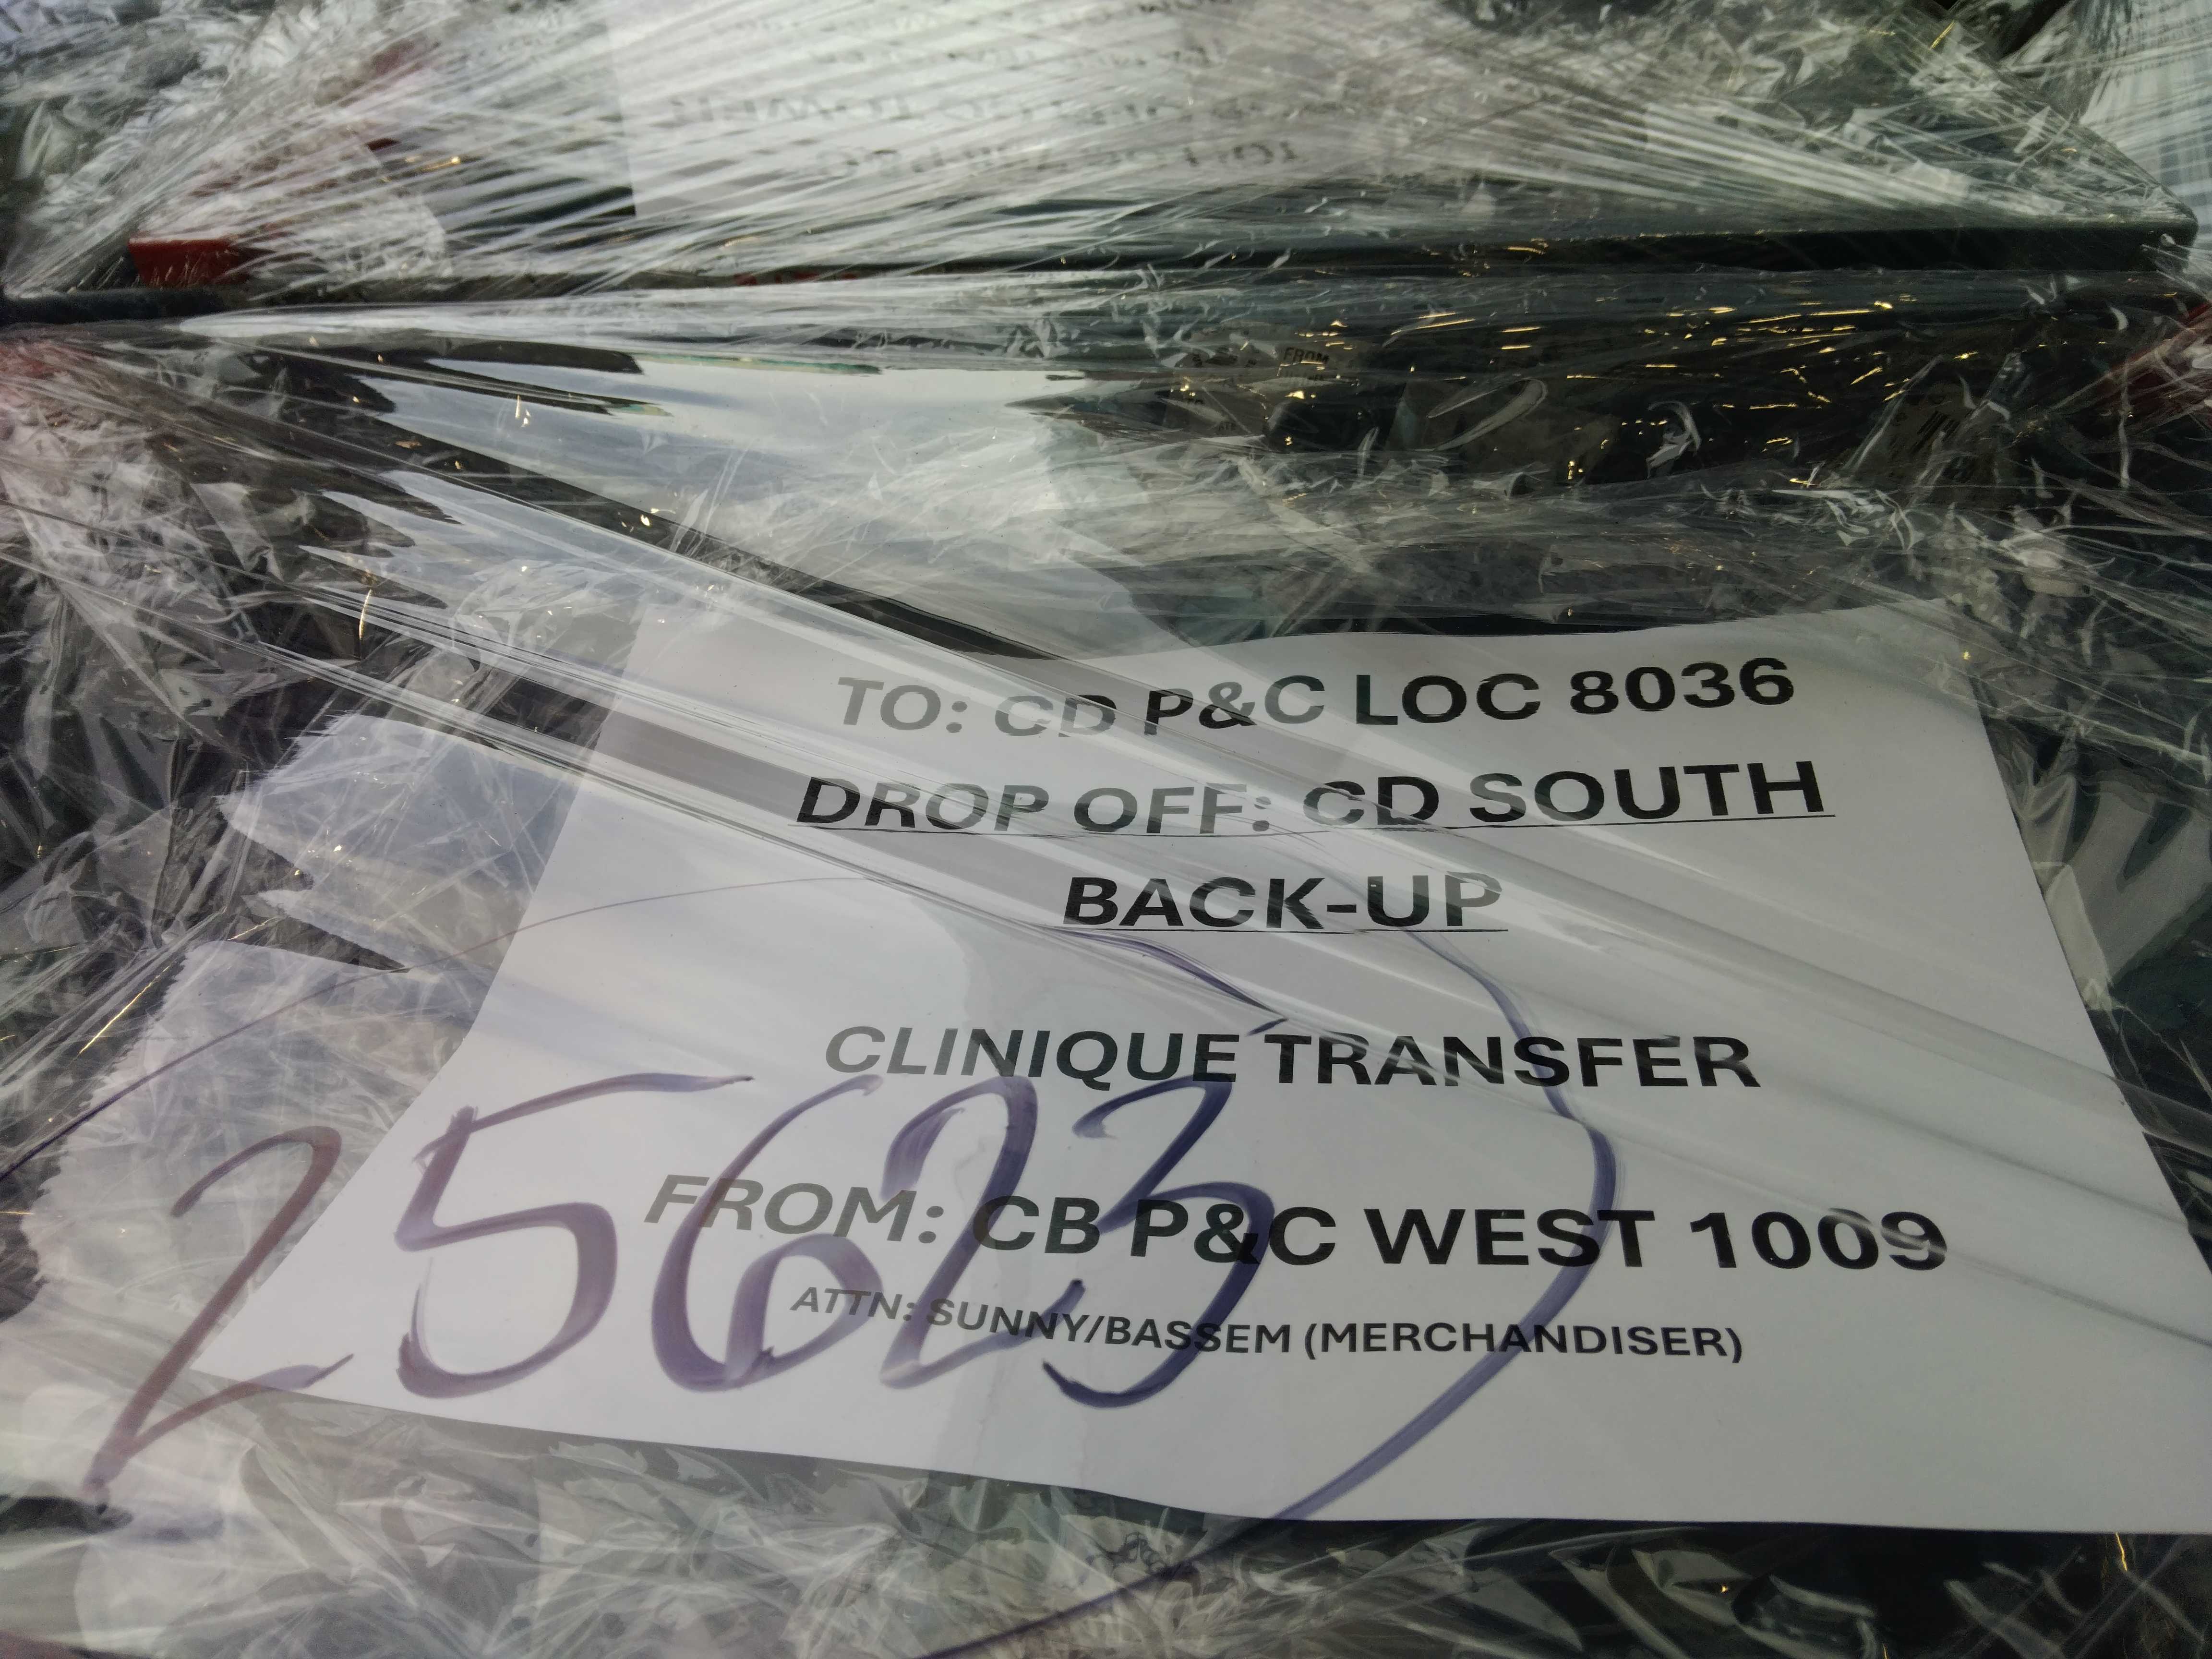 FROM
TO: CD P&C LOC 8036
DROP OFF: CD SOUTH
BACK-UP
CLINIQUE TRANSFER
25623
FROM: CB P&C WEST 1009
ATTN: SUNNY/BASSEM (MERCHANDISER)